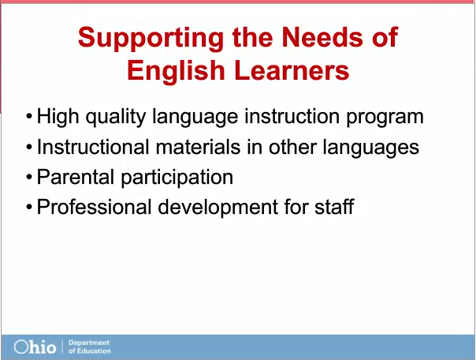 Supporting the Needs of
English Learners
• High quality language instruction program
• Instructional materials in other languages
• Parental participation
• Professional development for staff
Ohio
Department
of Education